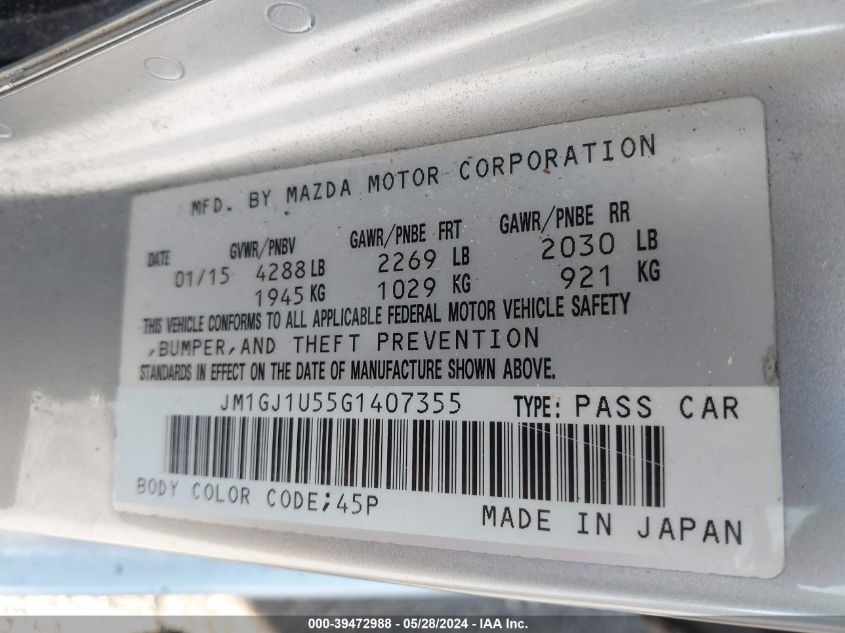 MFD. BY MAZDA MOTOR CORPORATION
DATE GVWR/PNBV GAWR/PNBE FRT GAWR/PNBE RR
01/15 4288 LB 2269 LB 2030 LB
1945 KG 1029 KG 921 KG
THIS VEHICLE CONFORMS TO ALL APPLICABLE FEDERAL MOTOR VEHICLE SAFETY
,BUMPER,AND THEFT PREVENTION
STANDARDS IN EFFECT ON THE DATE OF MANUFACTURE SHOWN ABOVE.
JM1GJ1U55G1407355 TYPE: PASS CAR
BODY COLOR CODE;45P
MADE IN JAPAN
000-39472988 - 05/28/2024 - IAA Inc.